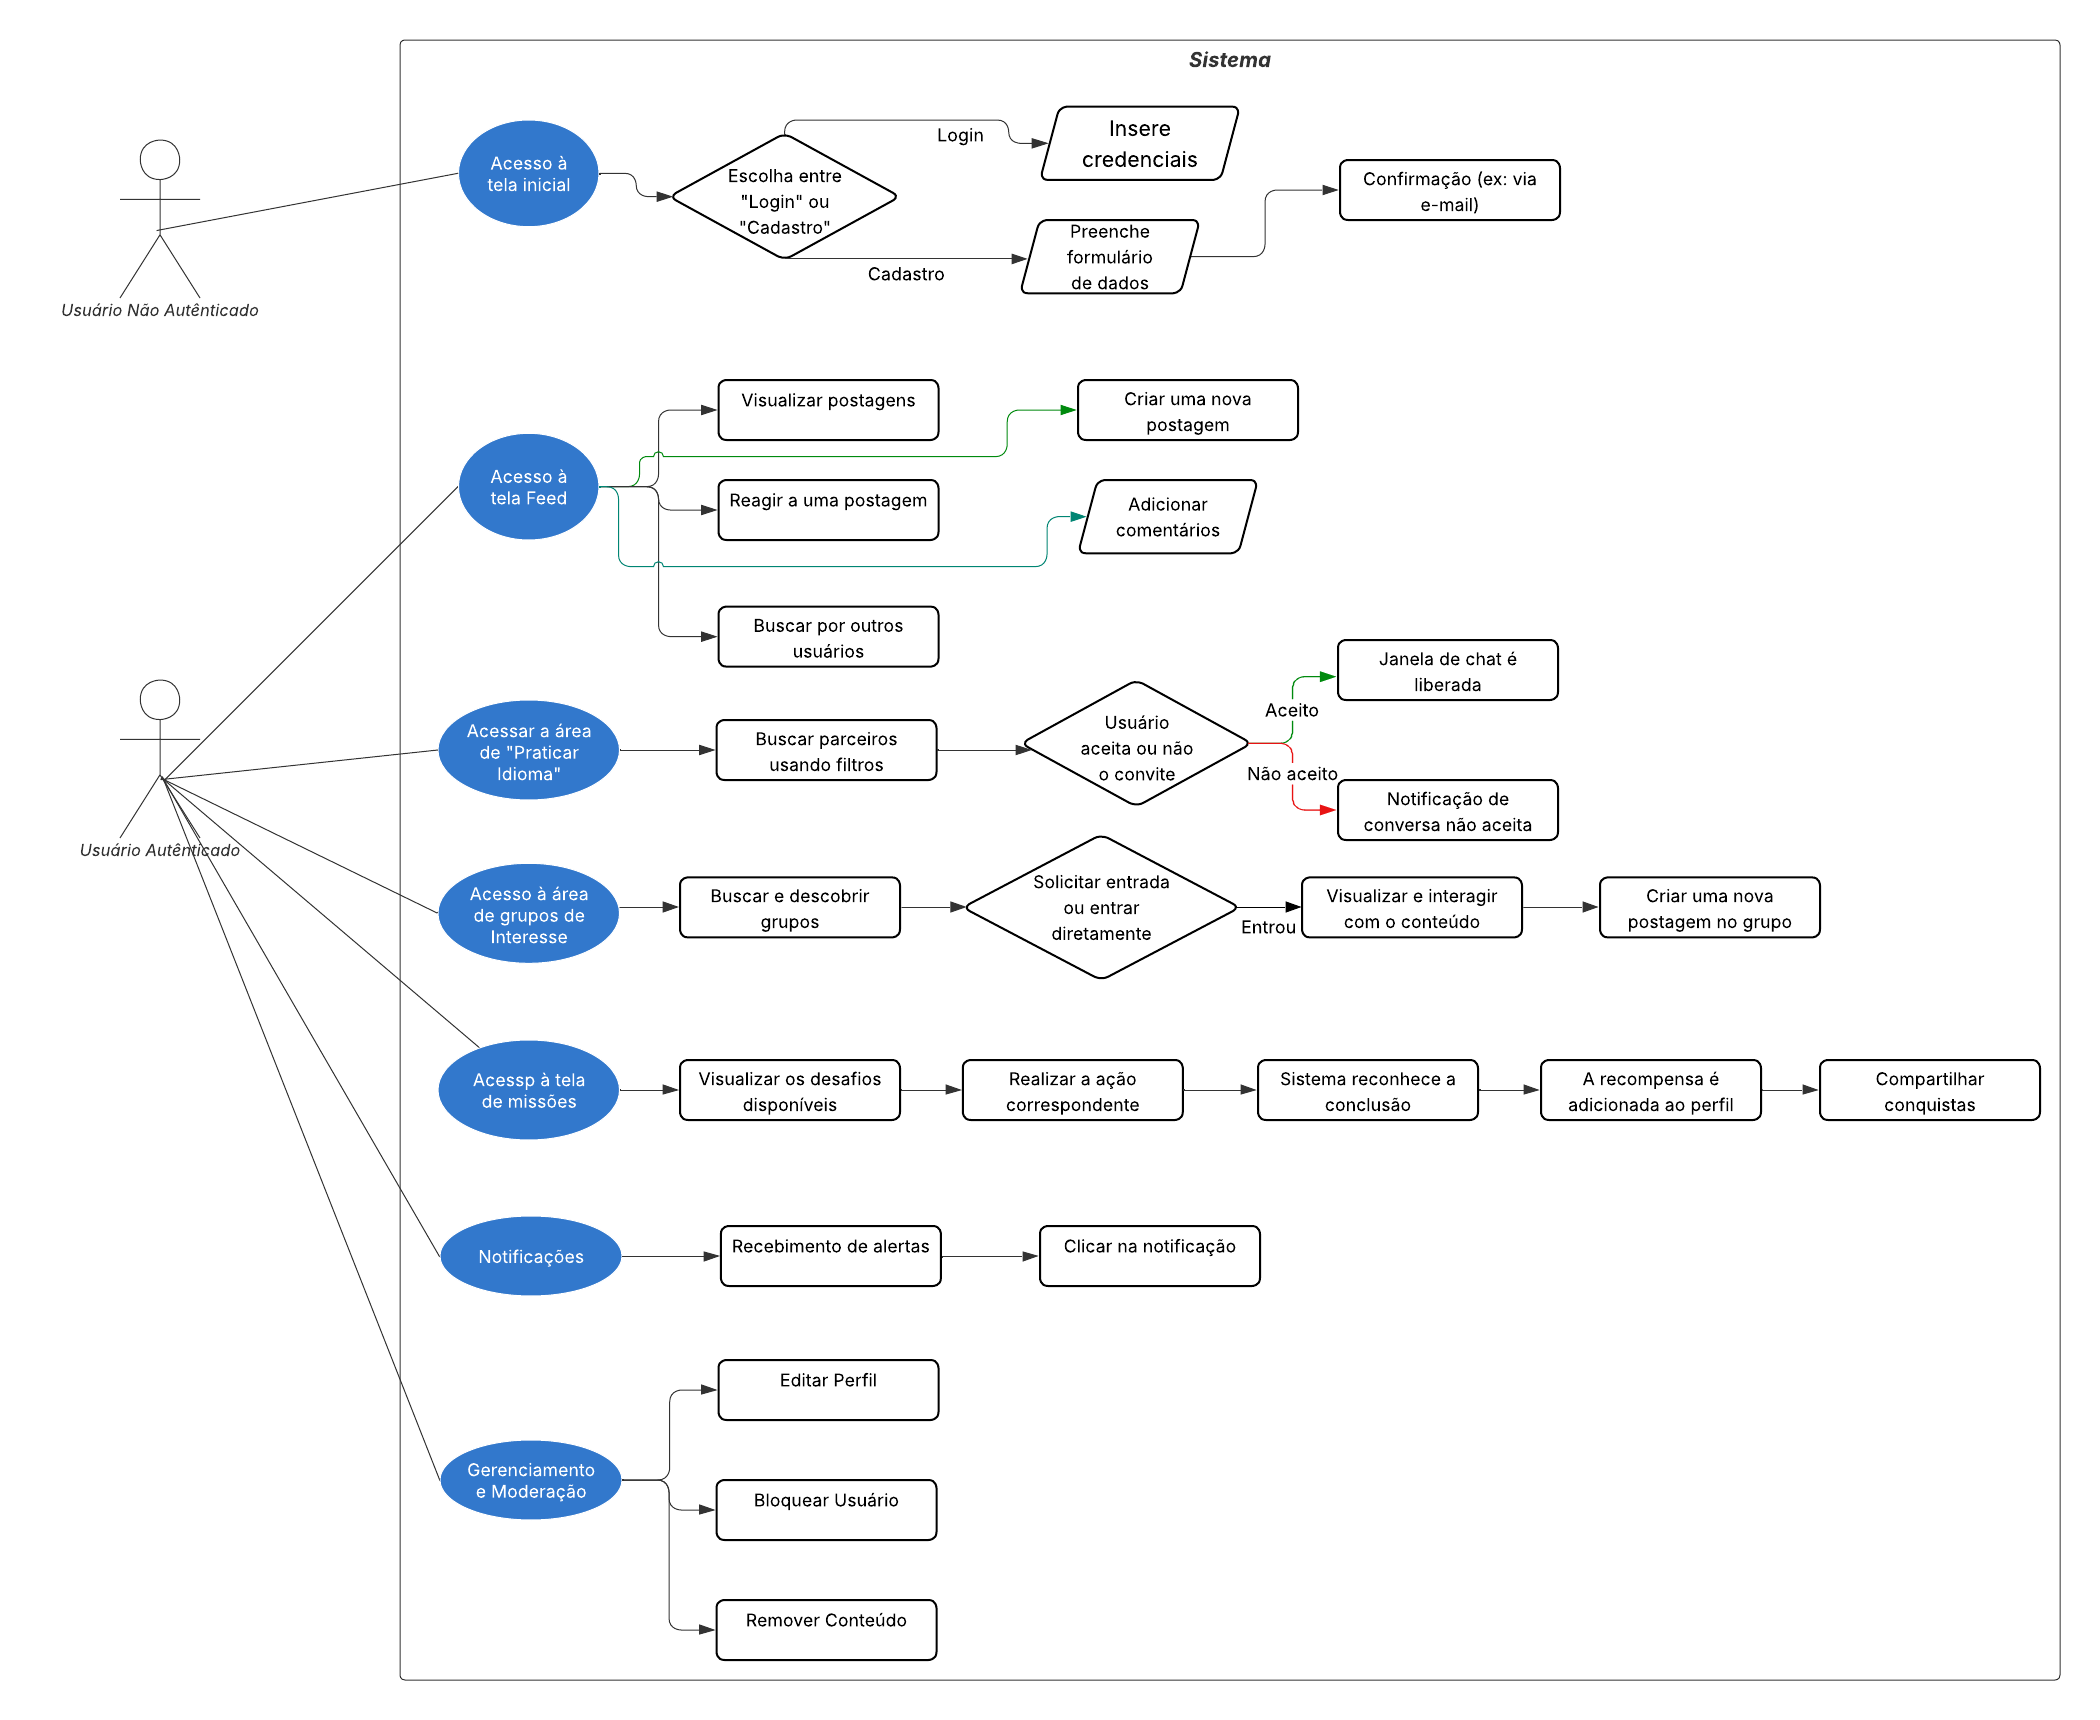 Sistema
Acesso à
tela inicial
Escolha entre
"Login" ou
"Cadastro"
Login
Insere
credenciais
Cadastro
Preenche
formulário
de dados
Confirmação (ex: via
e-mail)
Usuário Não Autênticado
Acesso à
tela Feed
Visualizar postagens
Criar uma nova
postagem
Reagir a uma postagem
Adicionar
comentários
Buscar por outros
usuários
Usuário Autênticado
Acessar a área
de "Praticar
Idioma"
Buscar parceiros
usando filtros
Usuário
aceita ou não
o convite
Aceito
Janela de chat é
liberada
Não aceito
Notificação de
conversa não aceita
Acesso à área
de grupos de
Interesse
Buscar e descobrir
grupos
Solicitar entrada
ou entrar
diretamente
Entrou
Visualizar e interagir
com o conteúdo
Criar uma nova
postagem no grupo
Acessp à tela
de missões
Visualizar os desafios
disponíveis
Realizar a ação
correspondente
Sistema reconhece a
conclusão
A recompensa é
adicionada ao perfil
Compartilhar
conquistas
Notificações
Recebimento de alertas
Clicar na notificação
Gerenciamento
e Moderação
Editar Perfil
Bloquear Usuário
Remover Conteúdo